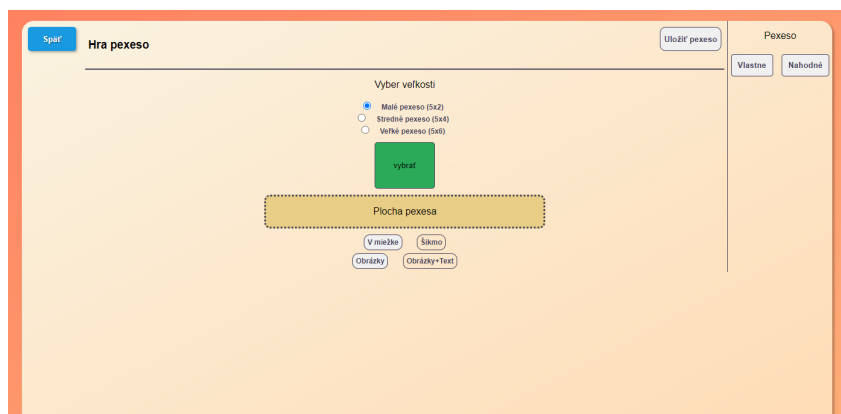 Späť
Hra pexeso
Uložiť pexeso
Pexeso
Vlastne
Nahodné
Vyber veľkosti
Malé pexeso (5x2)
Stredné pexeso (5x4)
Veľké pexeso (5x6)
vybrať
Plocha pexesa
V miežke
Šikmo
Obrázky
Obrázky+Text